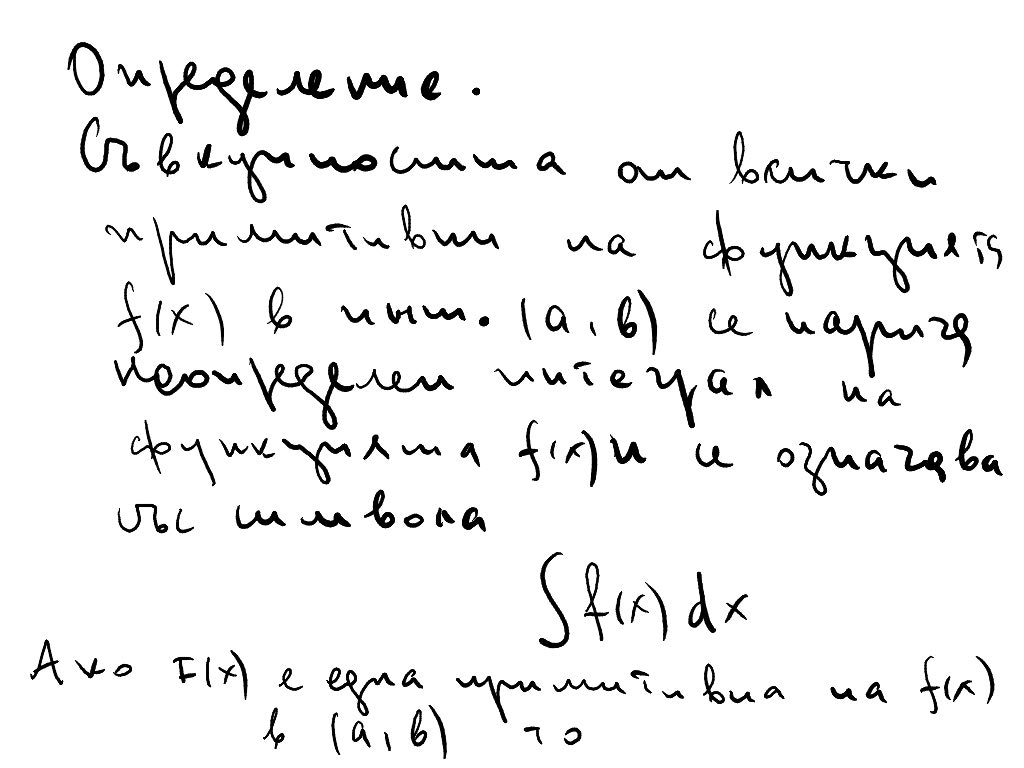 Определение.
Съвкупността от всички
примитивни на функцията
f(x) в инт. (a, b) се нарича
неопределен интеграл на
функцията f(x) и се означава
със символа
∫f(x) dx
Ако F(x) е една примитивна на f(x)
в (a, b) то